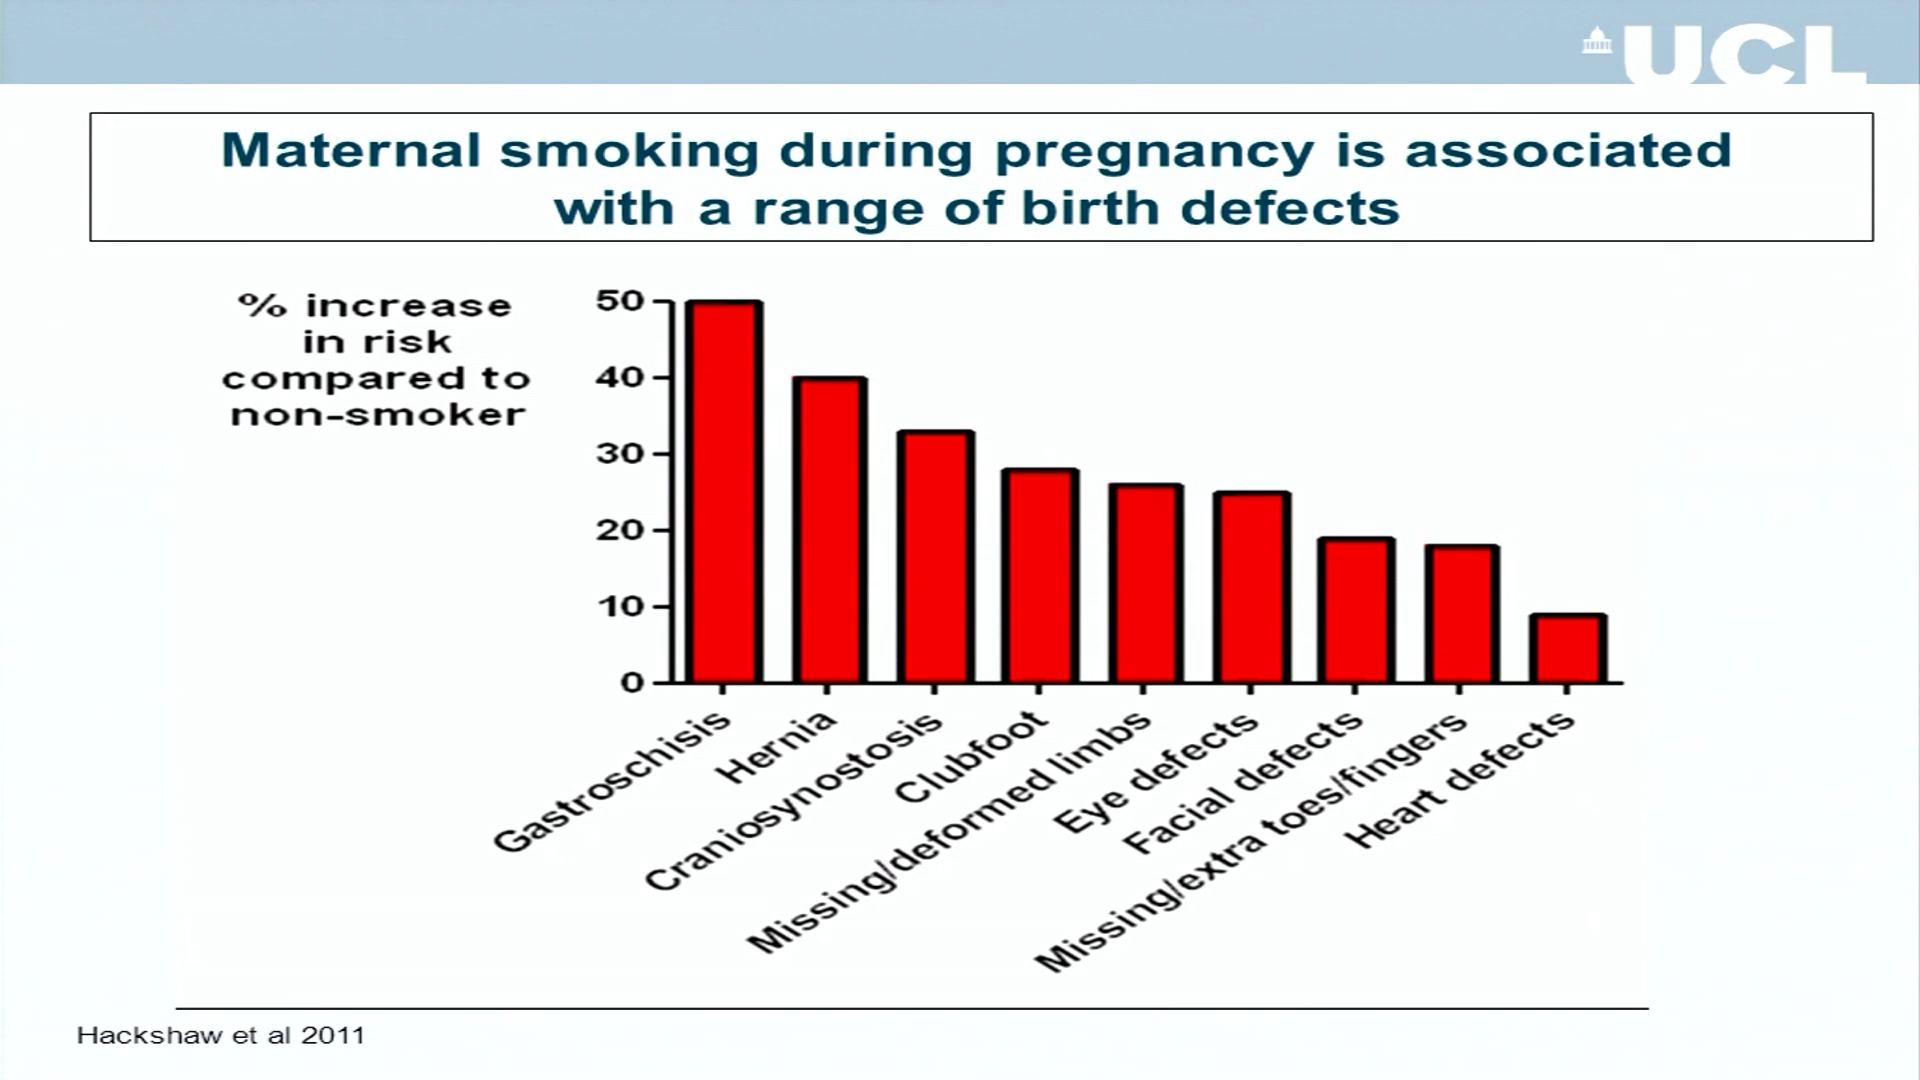 UCL
Maternal smoking during pregnancy is associated
with a range of birth defects
% increase
in risk
compared to
non-smoker
50
40
30
20
10
0
Gastroschisis
Hernia
Craniosynostosis
Clubfoot
Missing/deformed limbs
Eye defects
Facial defects
Missing/extra toes/fingers
Heart defects
Hackshaw et al 2011